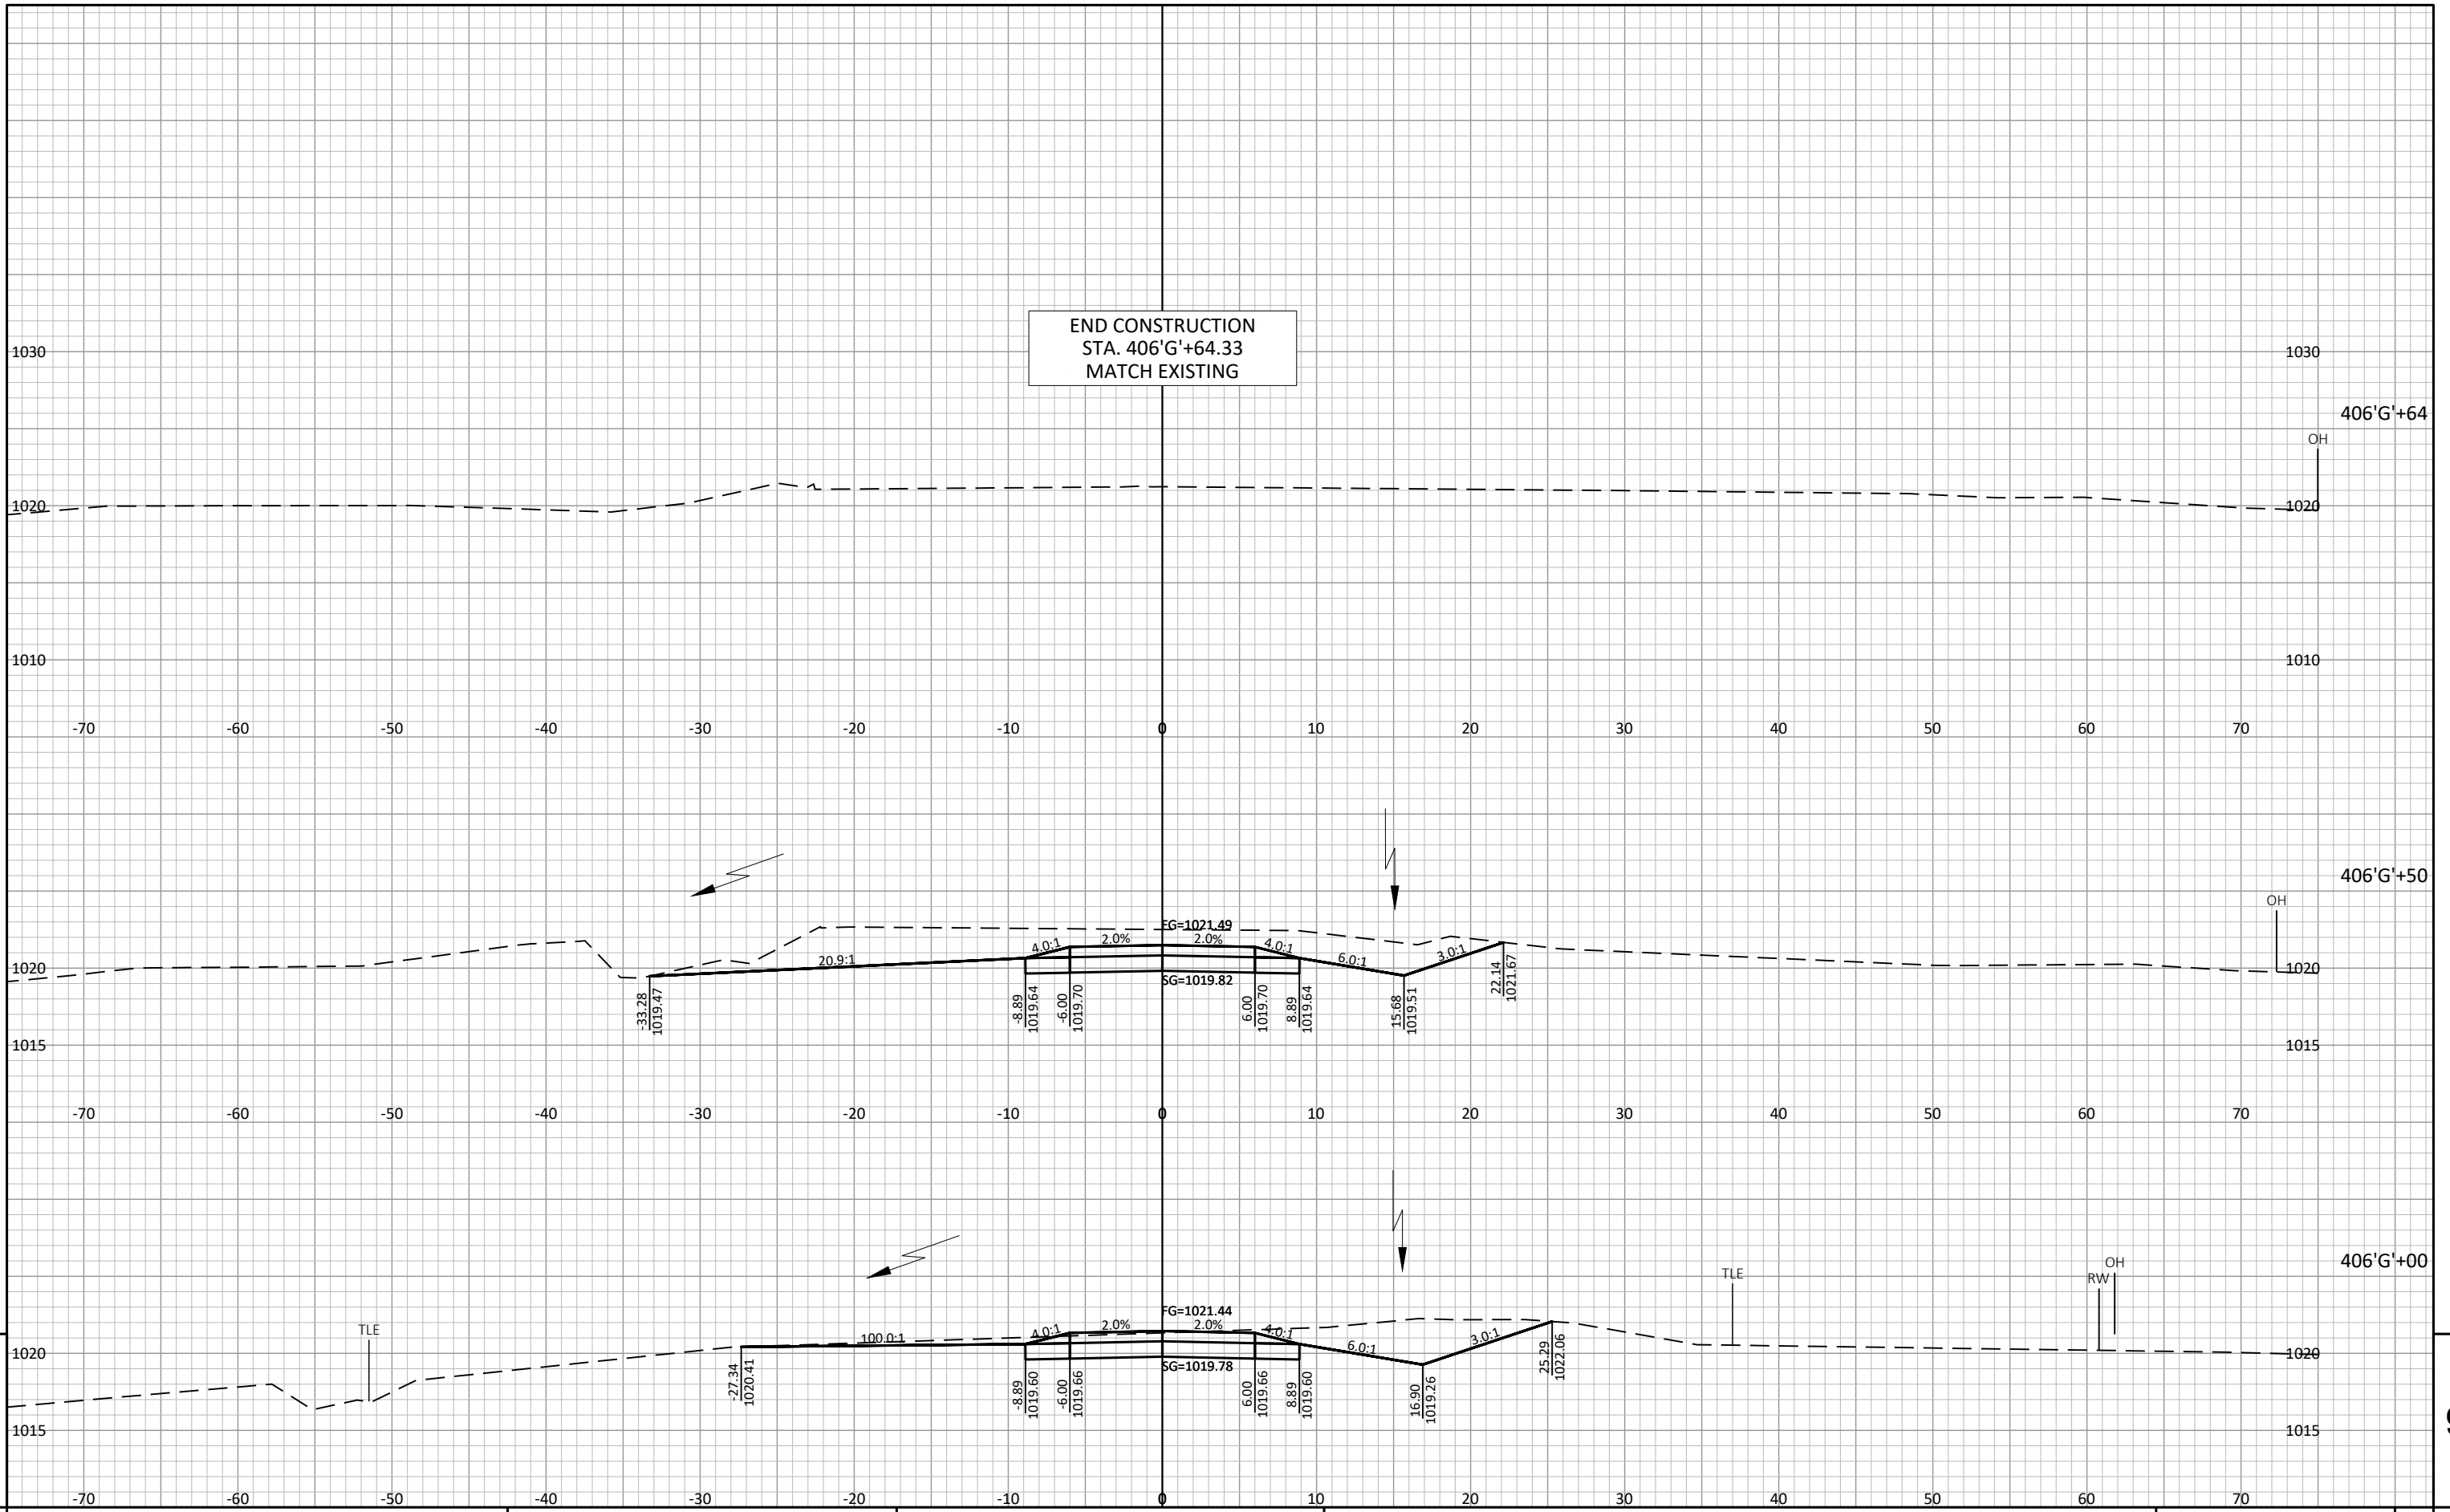 END CONSTRUCTION
STA. 406'G'+64.33
MATCH EXISTING
1030 1030
406'G'+64
OH
1020 1020
1010 1010
-70 -60 -50 -40 -30 -20 -10 0 10 20 30 40 50 60 70
406'G'+50
OH
FG=1021.49
4.0:1 2.0% 2.0% 4.0:1
20.9:1 6.0:1 3.0:1
1020 1020
SG=1019.82
-33.28 1019.47
-8.89 1019.64
-6.00 1019.70
6.00 1019.70
8.89 1019.64
15.68 1019.51
22.14 1021.67
1015 1015
-70 -60 -50 -40 -30 -20 -10 0 10 20 30 40 50 60 70
406'G'+00
OH
TLE RW
FG=1021.44
TLE
4.0:1 2.0% 2.0% 4.0:1
100.0:1 6.0:1 3.0:1
1020 1020
SG=1019.78
-27.34 1020.41
-8.89 1019.60
-6.00 1019.66
6.00 1019.66
8.89 1019.60
16.90 1019.26
25.29 1022.06
1015 1015
-70 -60 -50 -40 -30 -20 -10 0 10 20 30 40 50 60 70